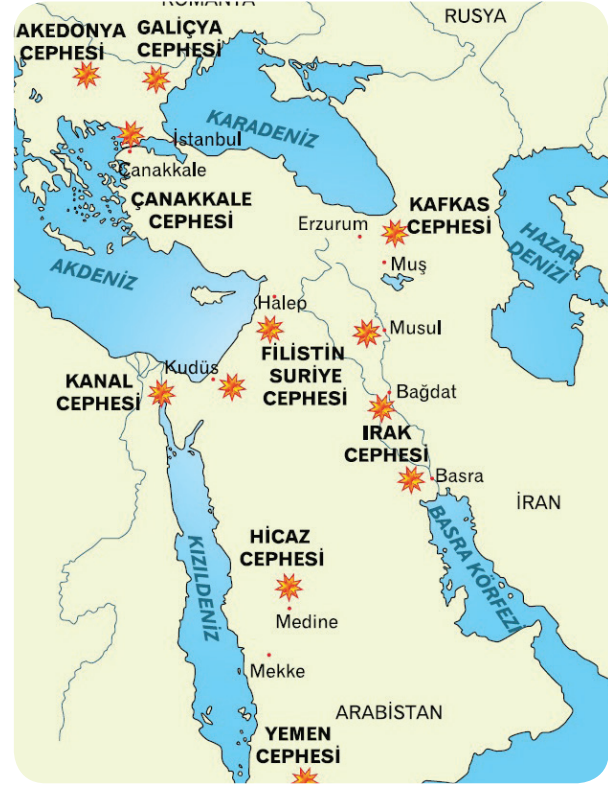 RUSYA
GALİÇYA
CEPHESİ
CEPHESİ
KARADENİZ
İstanbul
Çanakkale
ÇANAKKALE
CEPHESİ
Erzurum
KAFKAS
CEPHESİ
Muş
HAZAR
DENİZİ
AKDENİZ
Halep
Musul
FİLİSTİN
SURİYE
CEPHESİ
Kudüs
KANAL
CEPHESİ
Bağdat
IRAK
CEPHESİ
Basra
İRAN
BASRA KÖRFEZİ
KIZILDENİZ
HİCAZ
CEPHESİ
Medine
Mekke
ARABİSTAN
YEMEN
CEPHESİ